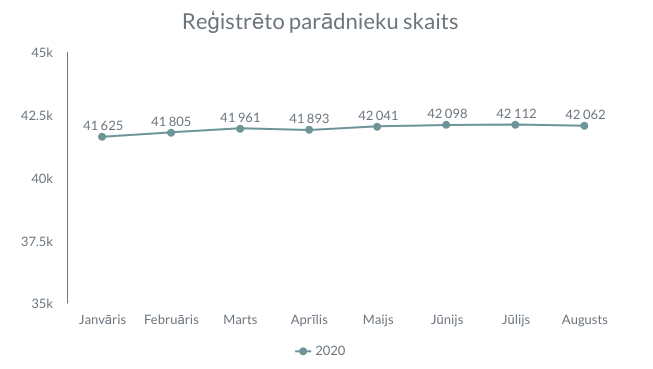 Reģistrēto parādnieku skaits
45k
42.5k
40k
37.5k
35k
41 625
41 805
41 961
41 893
42 041
42 098
42 112
42 062
Janvāris
Februāris
Marts
Aprīlis
Maijs
Jūnijs
Jūlijs
Augusts
2020